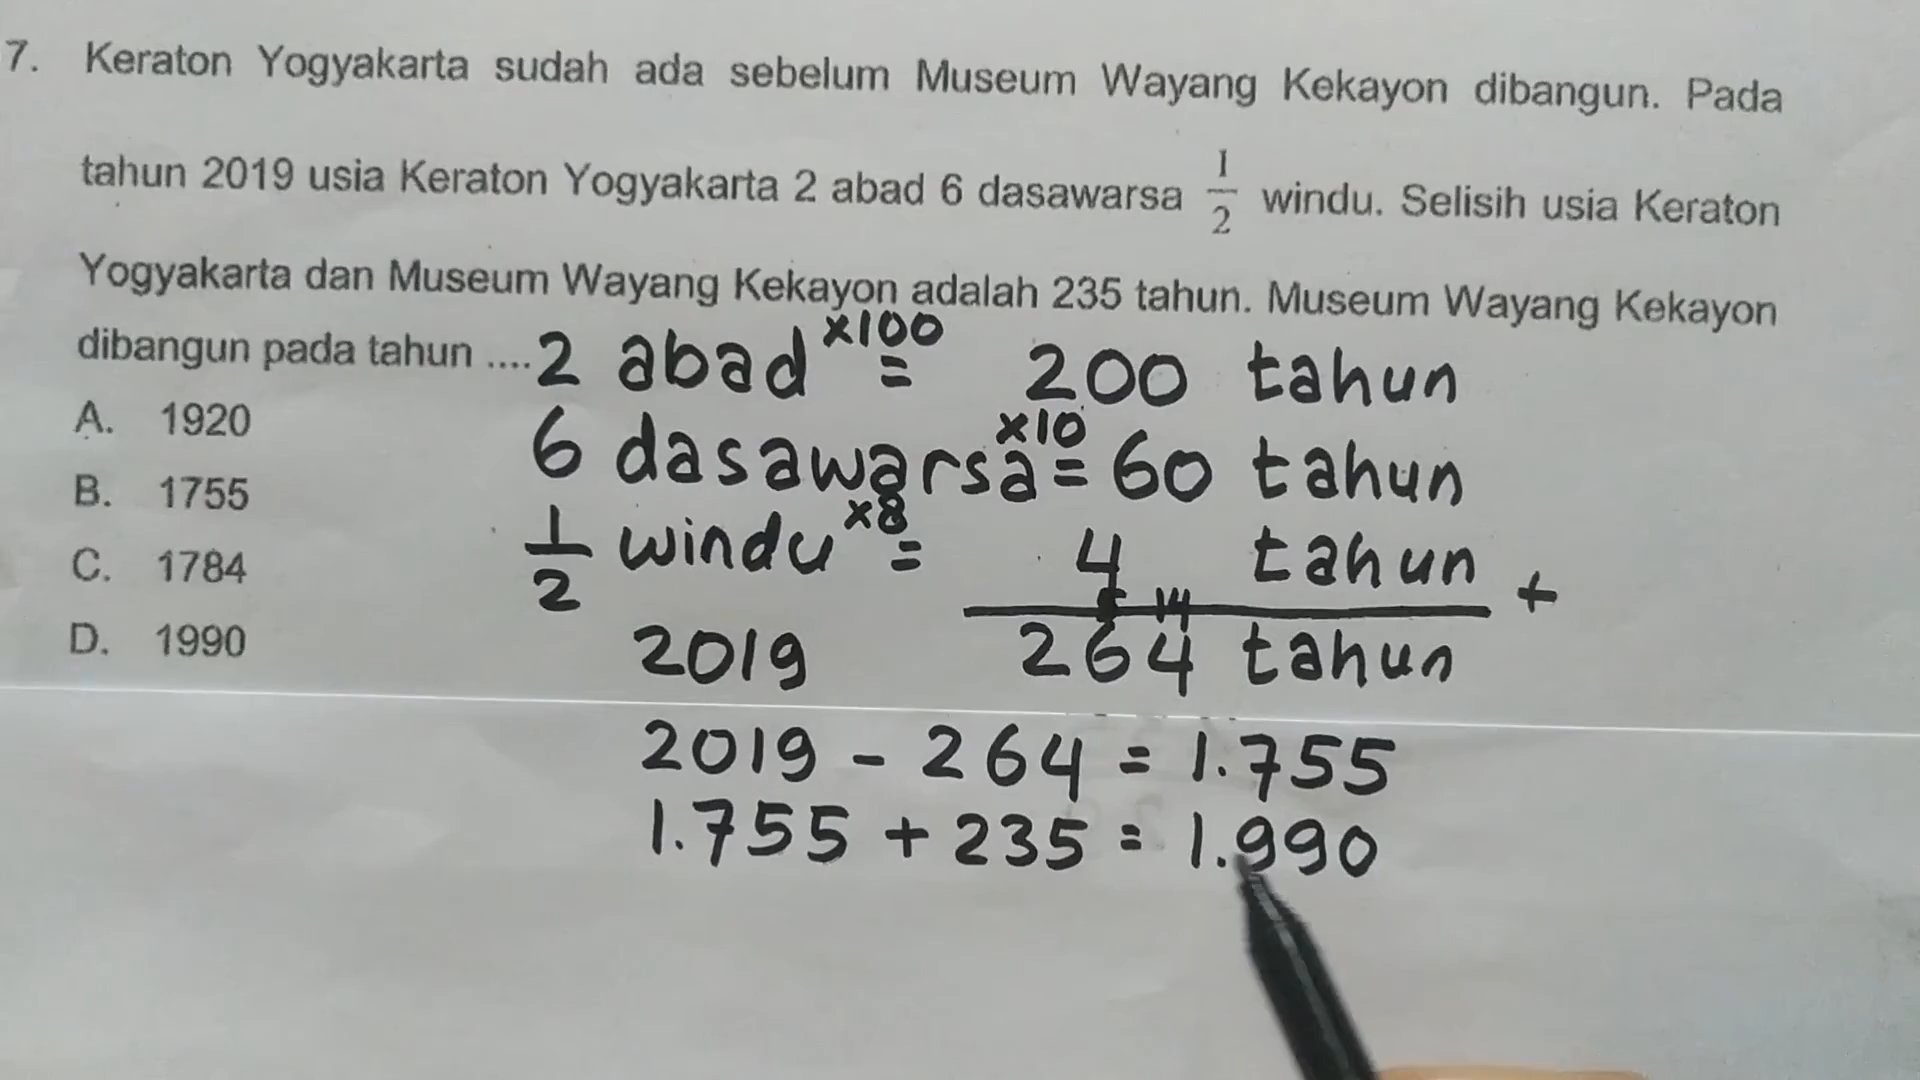 7. Keraton Yogyakarta sudah ada sebelum Museum Wayang Kekayon dibangun. Pada
tahun 2019 usia Keraton Yogyakarta 2 abad 6 dasawarsa 1/2 windu. Selisih usia Keraton
Yogyakarta dan Museum Wayang Kekayon adalah 235 tahun. Museum Wayang Kekayon
dibangun pada tahun ....
A. 1920
B. 1755
C. 1784
D. 1990
2 abad ×100 = 200 tahun
6 dasawarsa ×10 = 60 tahun
1/2 windu ×8 = 4 tahun +
5 14
2019 264 tahun
2019 - 264 = 1.755
1.755 + 235 = 1.990